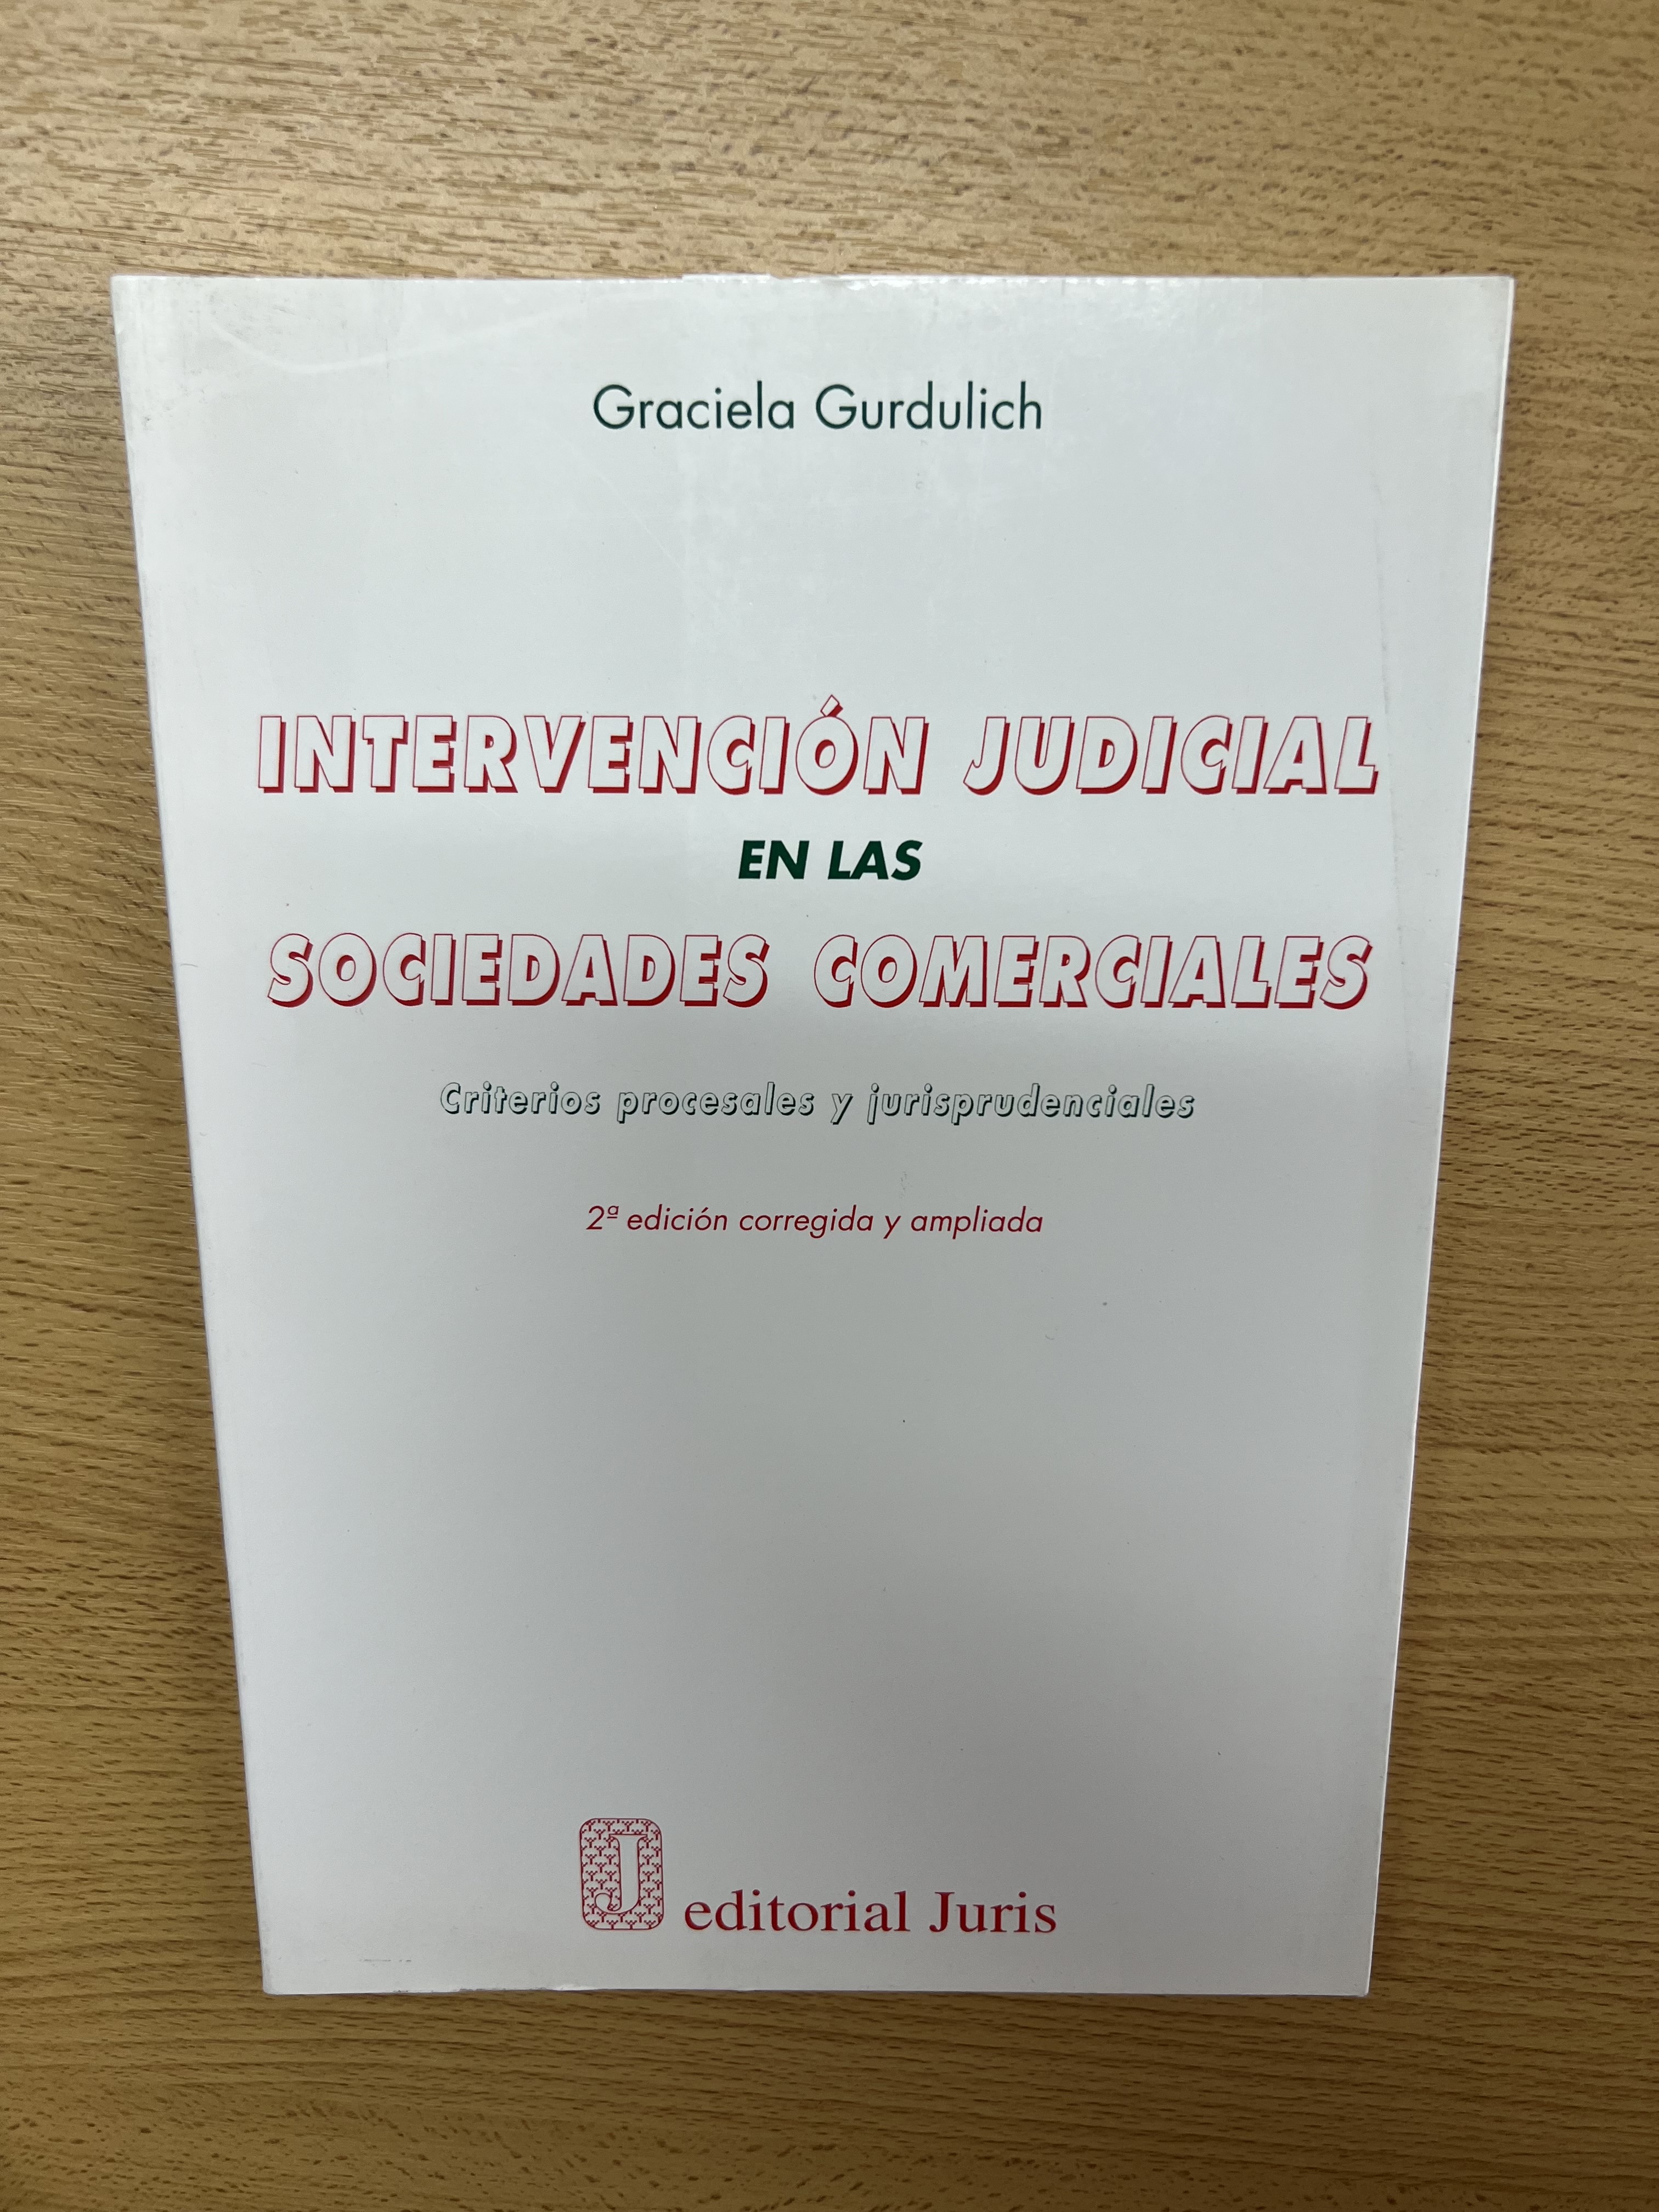 Graciela Gurdulich
INTERVENCIÓN JUDICIAL
EN LAS
SOCIEDADES COMERCIALES
Criterios procesales y jurisprudenciales
2ª edición corregida y ampliada
J editorial Juris